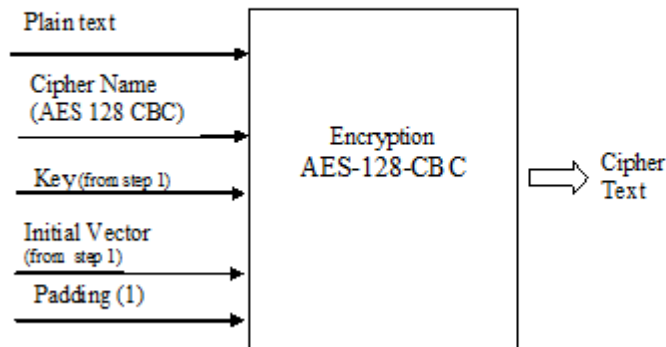 Plain text
Cipher Name
(AES 128 CBC)
Key (from step 1)
Initial Vector
(from step 1)
Padding (1)
Encryption
AES-128-CBC
Cipher
Text